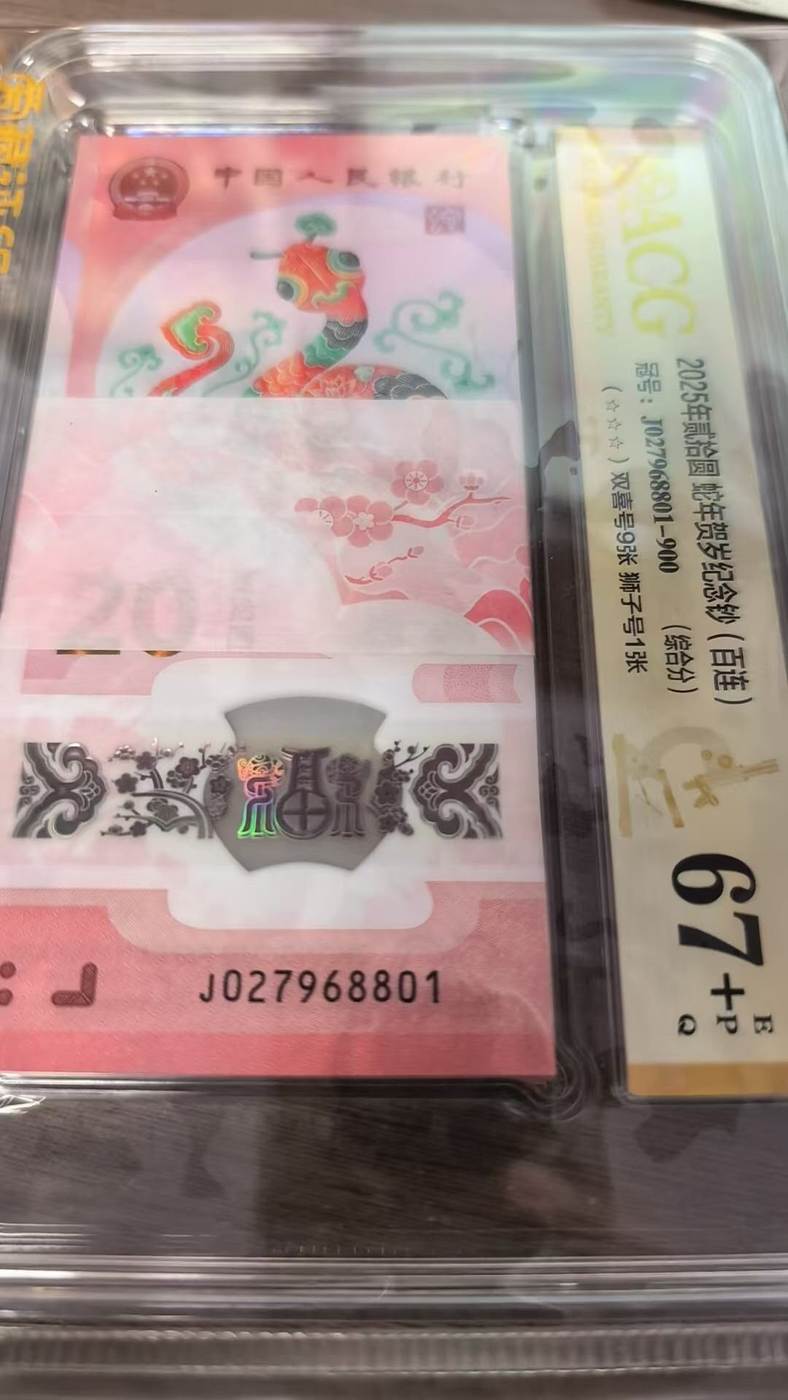 中国人民银行
20
J027968801
ACG
2025年贰拾圆 蛇年贺岁纪念钞（百连）
冠号：J027968801-900 （综合分）
（☆☆☆）双喜号9张 狮子号1张
67+
E
P
Q